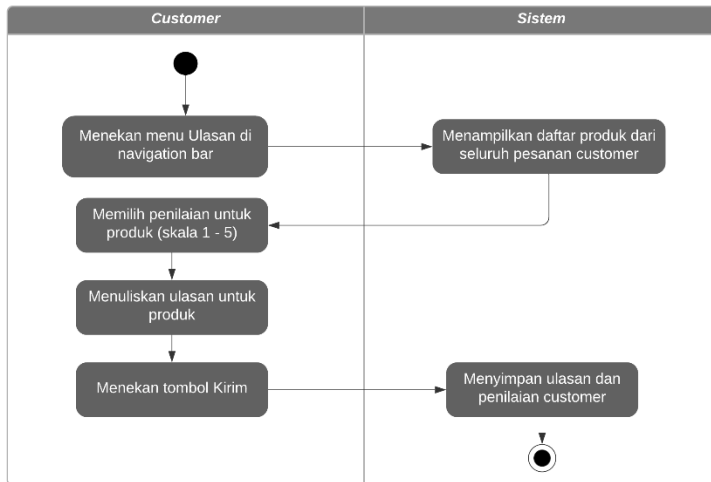 Customer
Sistem
Menekan menu Ulasan di
navigation bar
Menampilkan daftar produk dari
seluruh pesanan customer
Memilih penilaian untuk
produk (skala 1 - 5)
Menuliskan ulasan untuk
produk
Menekan tombol Kirim
Menyimpan ulasan dan
penilaian customer